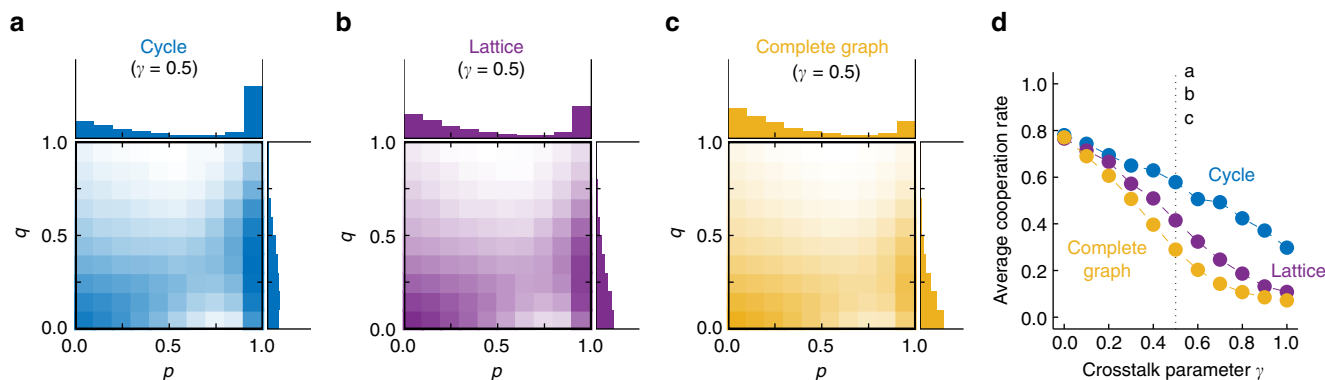 a
Cycle
(γ = 0.5)
1.0
q
0.5
0.0
0.0
0.5
1.0
p
b
Lattice
(γ = 0.5)
1.0
q
0.5
0.0
0.0
0.5
1.0
p
c
Complete graph
(γ = 0.5)
1.0
q
0.5
0.0
0.0
0.5
1.0
p
d
Average cooperation rate
1.0
0.8
0.6
0.4
0.2
0.0
a
b
c
Cycle
Complete
graph
Lattice
0.0
0.2
0.4
0.6
0.8
1.0
Crosstalk parameter γ